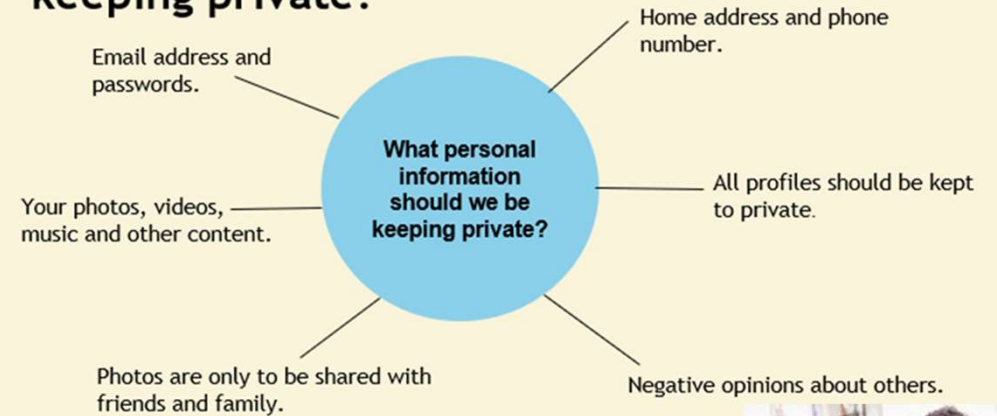 keeping private?
Home address and phone
number.
Email address and
passwords.
What personal
information
should we be
keeping private?
All profiles should be kept
to private.
Your photos, videos,
music and other content.
Photos are only to be shared with
friends and family.
Negative opinions about others.